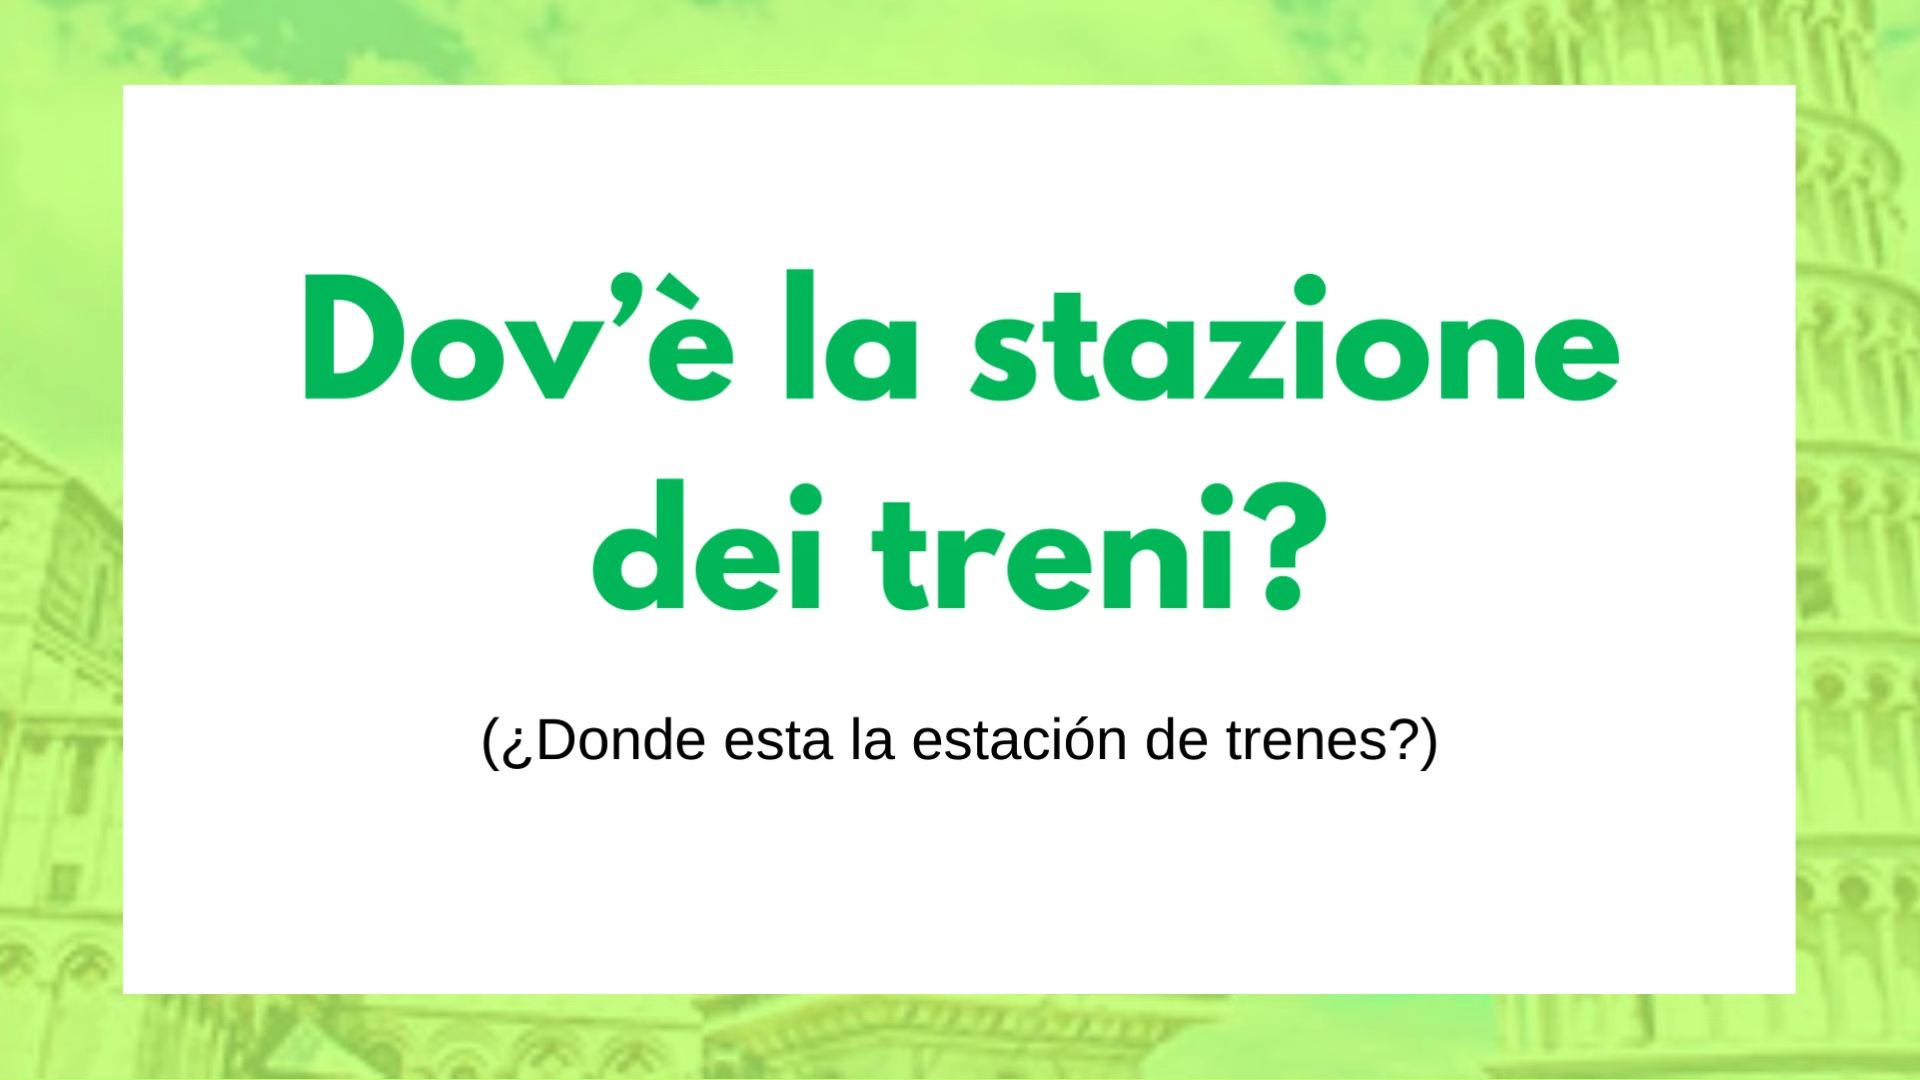 Dov’è la stazione
dei treni?
(¿Donde esta la estación de trenes?)